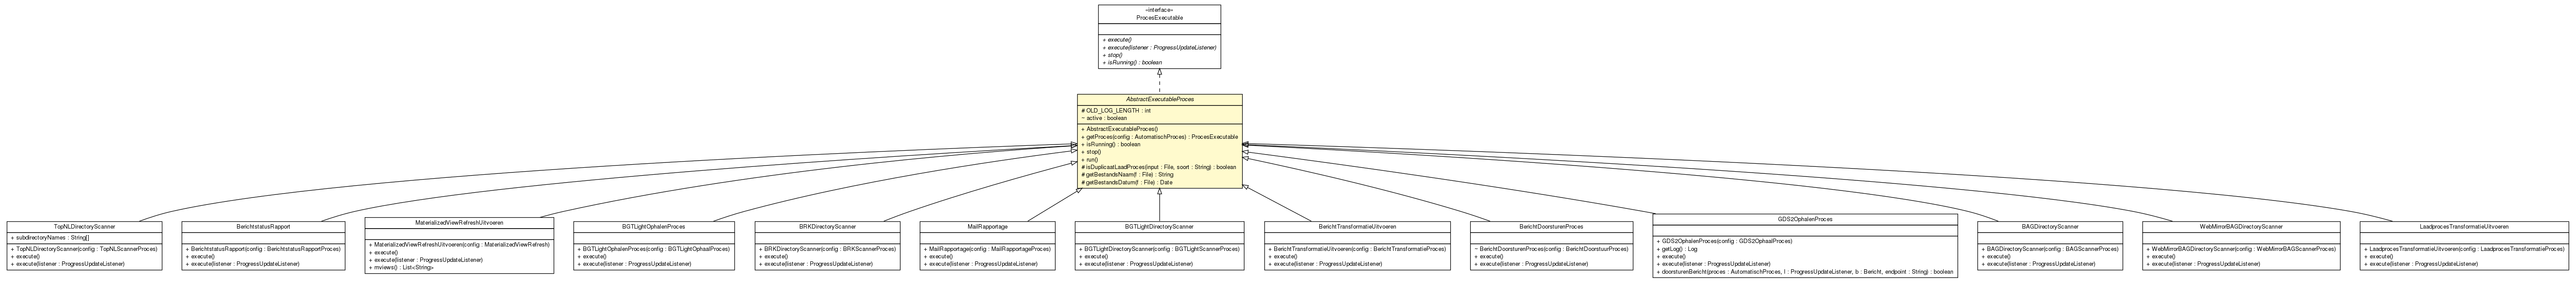 «interface»
ProcesExecutable
+ execute()
+ execute(listener : ProgressUpdateListener)
+ stop()
+ isRunning() : boolean
AbstractExecutableProces
# OLD_LOG_LENGTH : int
~ active : boolean
+ AbstractExecutableProces()
+ getProces(config : AutomatischProces) : ProcesExecutable
+ isRunning() : boolean
+ stop()
+ run()
# isDuplicaatLaadProces(input : File, soort : String) : boolean
# getBestandsNaam(f : File) : String
# getBestandsDatum(f : File) : Date
TopNLDirectoryScanner
+ subdirectoryNames : String[]
+ TopNLDirectoryScanner(config : TopNLScannerProces)
+ execute()
+ execute(listener : ProgressUpdateListener)
BerichtstatusRapport
+ BerichtstatusRapport(config : BerichtstatusRapportProces)
+ execute()
+ execute(listener : ProgressUpdateListener)
MaterializedViewRefreshUitvoeren
+ MaterializedViewRefreshUitvoeren(config : MaterializedViewRefresh)
+ execute()
+ execute(listener : ProgressUpdateListener)
+ mviews() : List<String>
BGTLightOphalenProces
+ BGTLightOphalenProces(config : BGTLightOphaalProces)
+ execute()
+ execute(listener : ProgressUpdateListener)
BRKDirectoryScanner
+ BRKDirectoryScanner(config : BRKScannerProces)
+ execute()
+ execute(listener : ProgressUpdateListener)
MailRapportage
+ MailRapportage(config : MailRapportageProces)
+ execute()
+ execute(listener : ProgressUpdateListener)
BGTLightDirectoryScanner
+ BGTLightDirectoryScanner(config : BGTLightScannerProces)
+ execute()
+ execute(listener : ProgressUpdateListener)
BerichtTransformatieUitvoeren
+ BerichtTransformatieUitvoeren(config : BerichtTransformatieProces)
+ execute()
+ execute(listener : ProgressUpdateListener)
BerichtDoorsturenProces
~ BerichtDoorsturenProces(config : BerichtDoorstuurProces)
+ execute()
+ execute(listener : ProgressUpdateListener)
GDS2OphalenProces
+ GDS2OphalenProces(config : GDS2OphaalProces)
+ getLog() : Log
+ execute()
+ execute(listener : ProgressUpdateListener)
+ doorsturenBericht(proces : AutomatischProces, l : ProgressUpdateListener, b : Bericht, endpoint : String) : boolean
BAGDirectoryScanner
+ BAGDirectoryScanner(config : BAGScannerProces)
+ execute()
+ execute(listener : ProgressUpdateListener)
WebMirrorBAGDirectoryScanner
+ WebMirrorBAGDirectoryScanner(config : WebMirrorBAGScannerProces)
+ execute()
+ execute(listener : ProgressUpdateListener)
LaadprocesTransformatieUitvoeren
+ LaadprocesTransformatieUitvoeren(config : LaadprocesTransformatieProces)
+ execute()
+ execute(listener : ProgressUpdateListener)